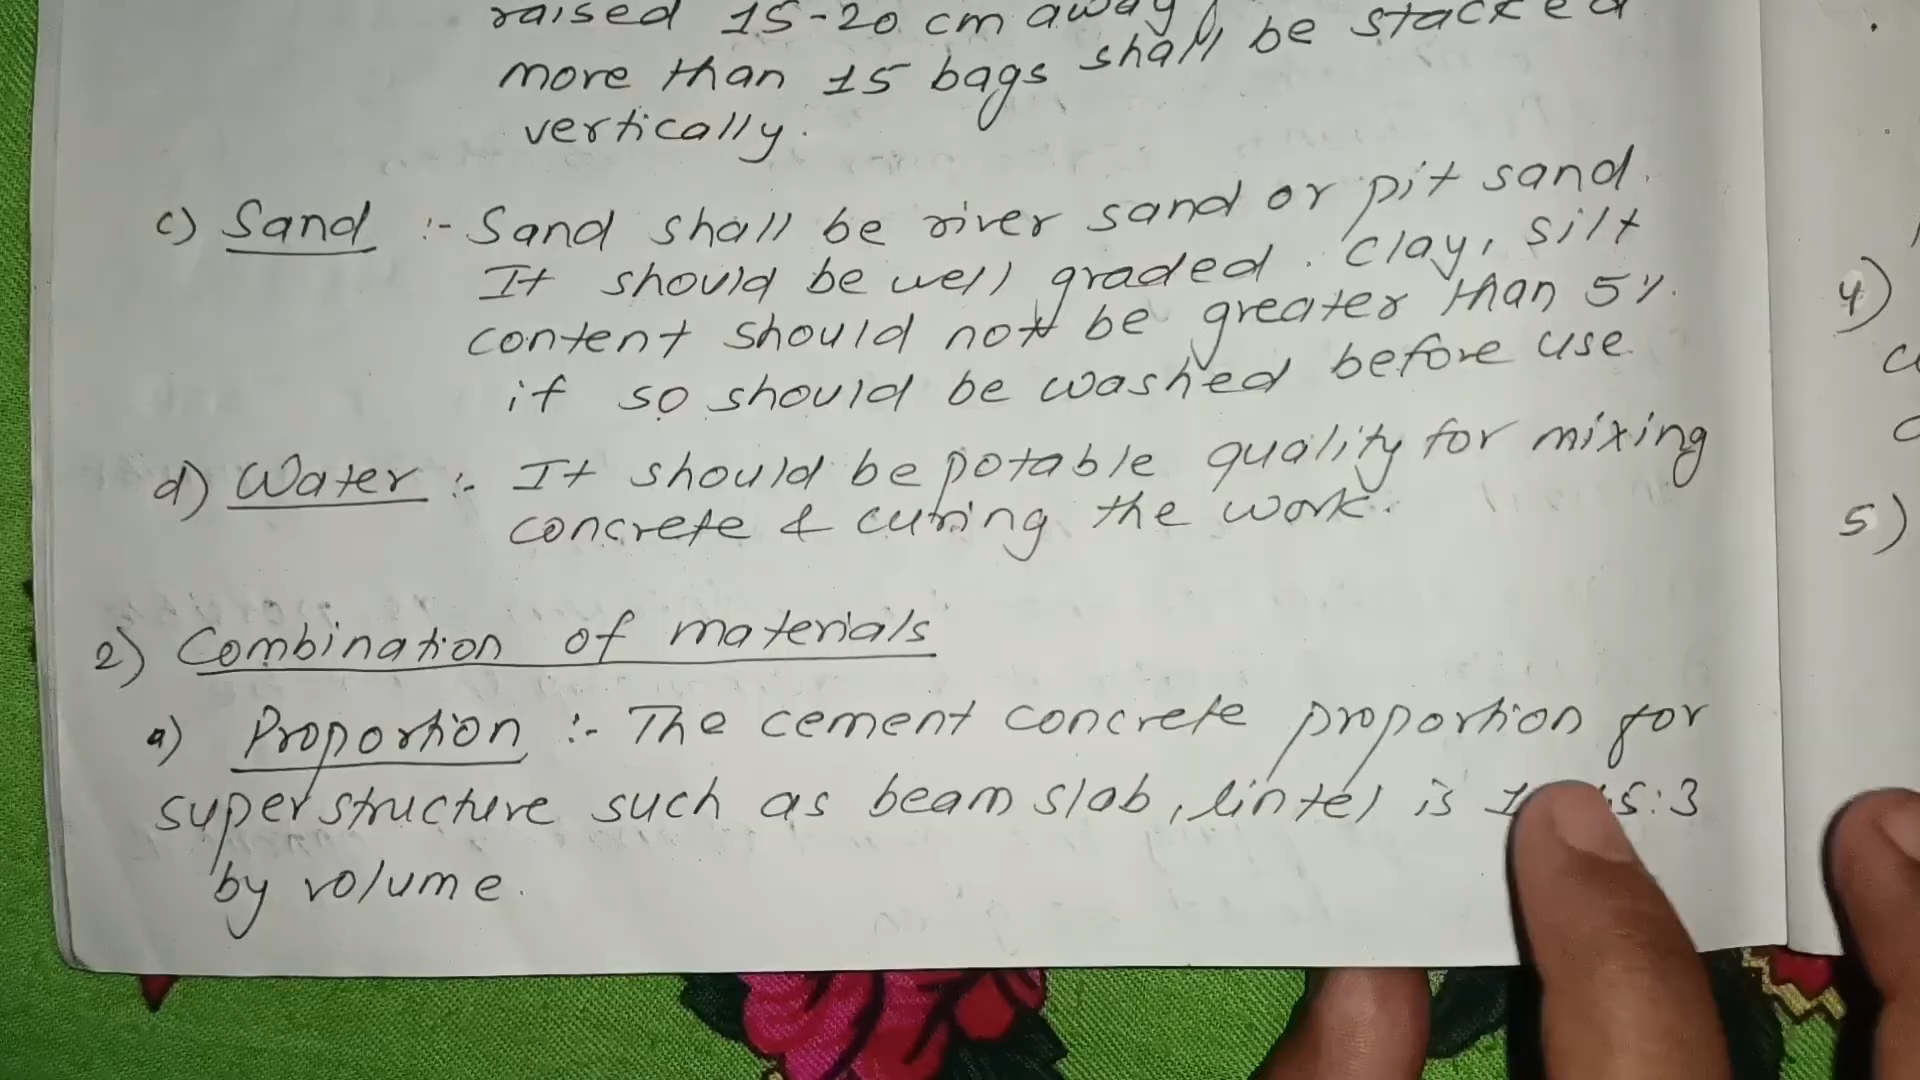 raised 15-20 cm away
more than 15 bags shall be stacked
vertically.
c) Sand :- Sand shall be river sand or pit sand.
It should be well graded. Clay, silt
content should not be greater than 5%.
if so should be washed before use
d) Water :- It should be potable quality for mixing
concrete & curing the work.
2) Combination of materials
a) Proportion :- The cement concrete proportion for
superstructure such as beam slab, lintel is 5:3
by volume.
4)
5)